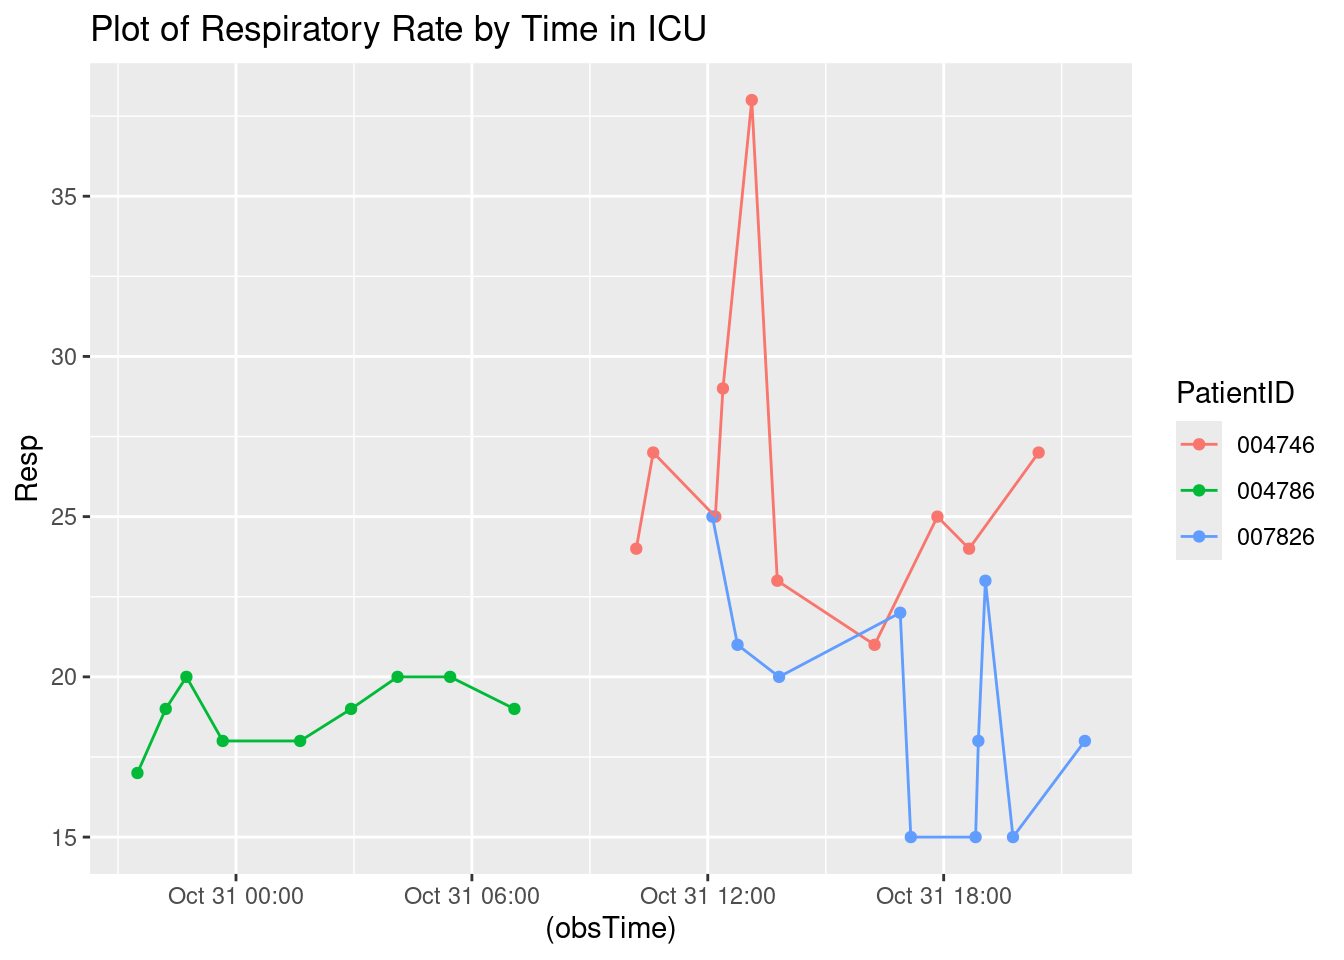 Plot of Respiratory Rate by Time in ICU
35
30
25
20
15
Resp
Oct 31 00:00
Oct 31 06:00
Oct 31 12:00
Oct 31 18:00
(obsTime)
PatientID
004746
004786
007826